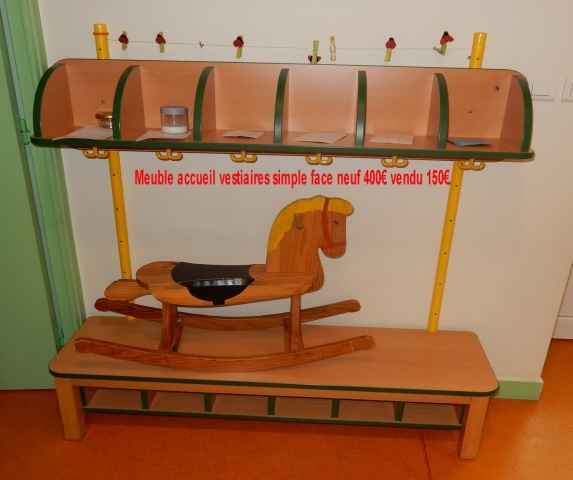 Meuble accueil vestiaires simple face neuf 400€ vendu 150€